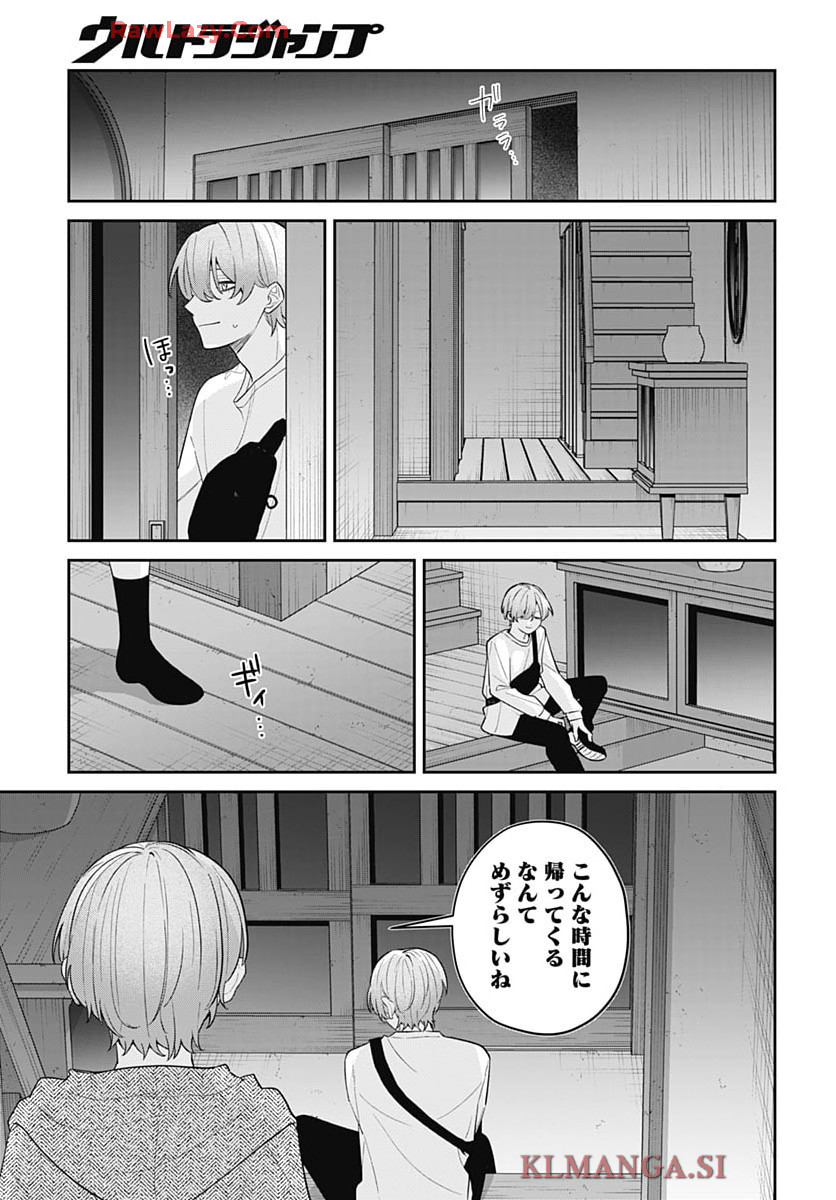 ウルトラジャンプ
RawLazy.Com
ガラララ…
ほっ…
ギィ…
こんな時間に
帰ってくる
なんて
めずらしいね
KLMANGA.SI